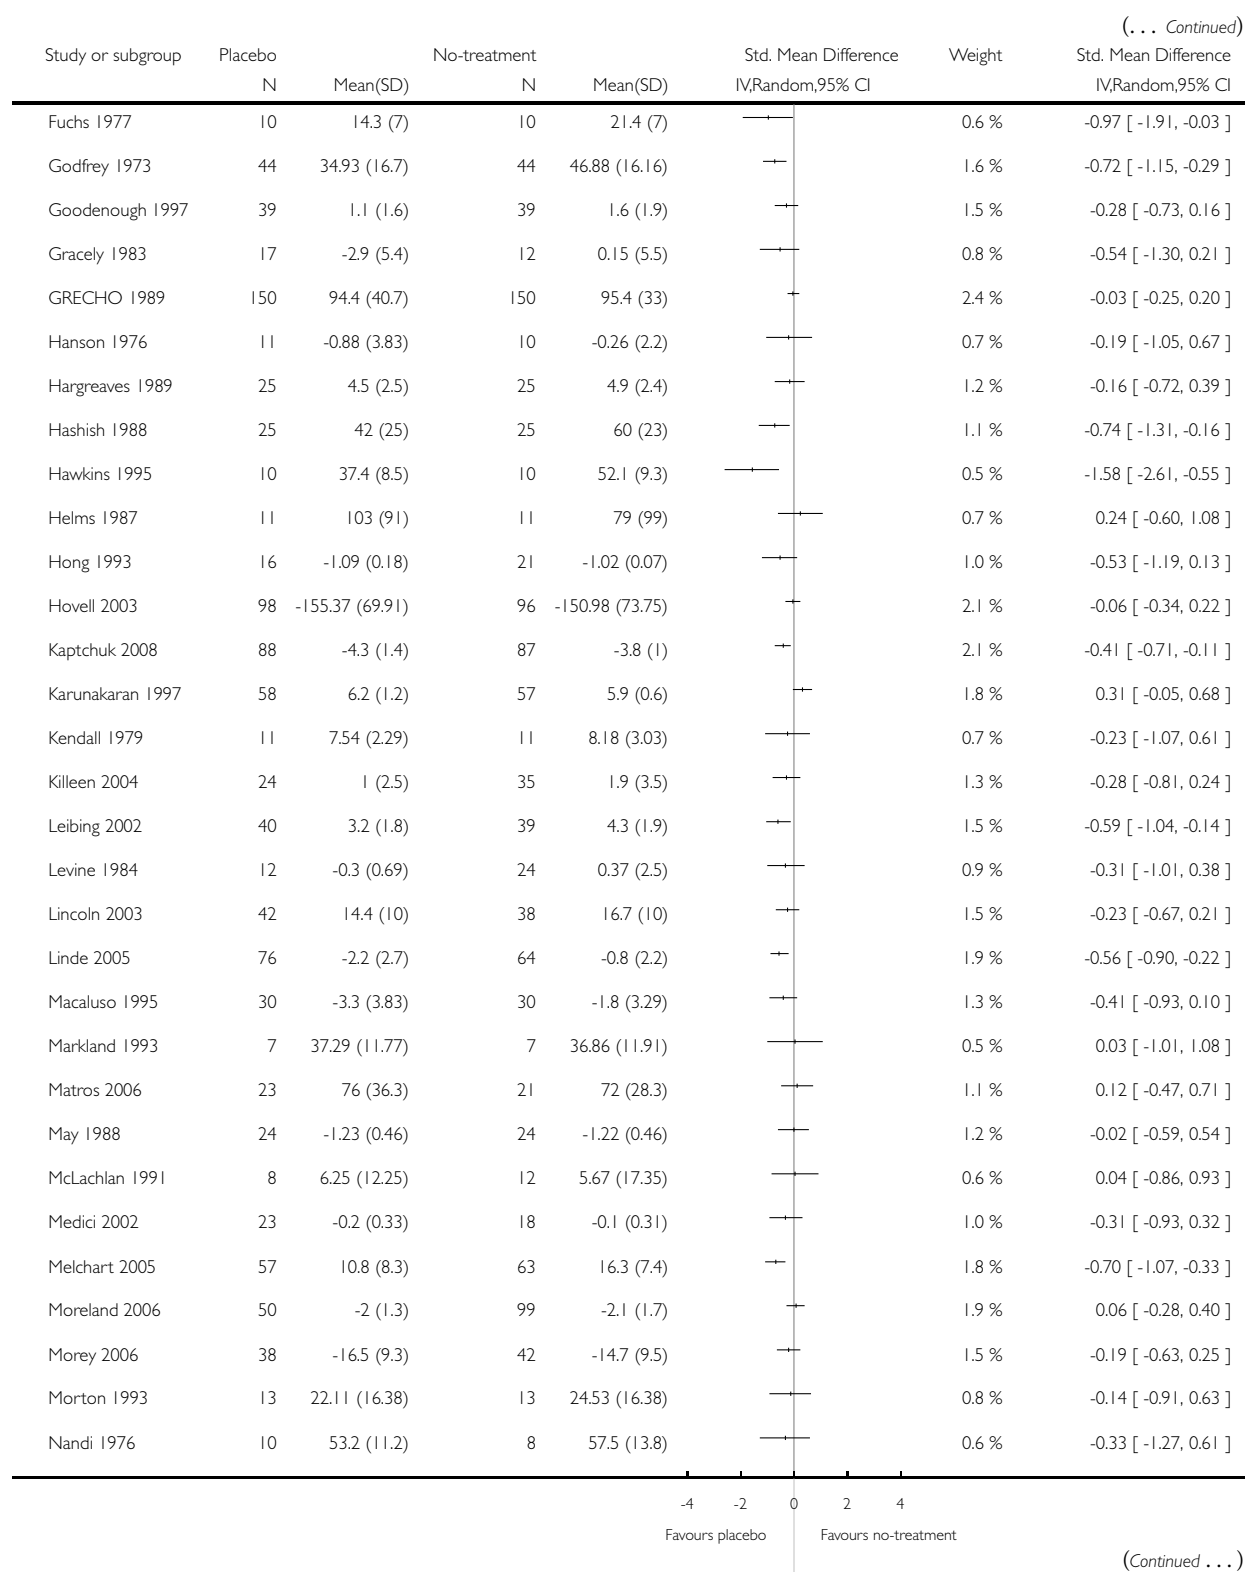 (... Continued)
Study or subgroup Placebo No-treatment Std. Mean Difference Weight Std. Mean Difference
N Mean(SD) N Mean(SD) IV,Random,95% CI IV,Random,95% CI
Fuchs 1977 10 14.3 (7) 10 21.4 (7) 0.6 % -0.97 [ -1.91, -0.03 ]
Godfrey 1973 44 34.93 (16.7) 44 46.88 (16.16) 1.6 % -0.72 [ -1.15, -0.29 ]
Goodenough 1997 39 1.1 (1.6) 39 1.6 (1.9) 1.5 % -0.28 [ -0.73, 0.16 ]
Gracely 1983 17 -2.9 (5.4) 12 0.15 (5.5) 0.8 % -0.54 [ -1.30, 0.21 ]
GRECHO 1989 150 94.4 (40.7) 150 95.4 (33) 2.4 % -0.03 [ -0.25, 0.20 ]
Hanson 1976 11 -0.88 (3.83) 10 -0.26 (2.2) 0.7 % -0.19 [ -1.05, 0.67 ]
Hargreaves 1989 25 4.5 (2.5) 25 4.9 (2.4) 1.2 % -0.16 [ -0.72, 0.39 ]
Hashish 1988 25 42 (25) 25 60 (23) 1.1 % -0.74 [ -1.31, -0.16 ]
Hawkins 1995 10 37.4 (8.5) 10 52.1 (9.3) 0.5 % -1.58 [ -2.61, -0.55 ]
Helms 1987 11 103 (91) 11 79 (99) 0.7 % 0.24 [ -0.60, 1.08 ]
Hong 1993 16 -1.09 (0.18) 21 -1.02 (0.07) 1.0 % -0.53 [ -1.19, 0.13 ]
Hovell 2003 98 -155.37 (69.91) 96 -150.98 (73.75) 2.1 % -0.06 [ -0.34, 0.22 ]
Kaptchuk 2008 88 -4.3 (1.4) 87 -3.8 (1) 2.1 % -0.41 [ -0.71, -0.11 ]
Karunakaran 1997 58 6.2 (1.2) 57 5.9 (0.6) 1.8 % 0.31 [ -0.05, 0.68 ]
Kendall 1979 11 7.54 (2.29) 11 8.18 (3.03) 0.7 % -0.23 [ -1.07, 0.61 ]
Killeen 2004 24 1 (2.5) 35 1.9 (3.5) 1.3 % -0.28 [ -0.81, 0.24 ]
Leibing 2002 40 3.2 (1.8) 39 4.3 (1.9) 1.5 % -0.59 [ -1.04, -0.14 ]
Levine 1984 12 -0.3 (0.69) 24 0.37 (2.5) 0.9 % -0.31 [ -1.01, 0.38 ]
Lincoln 2003 42 14.4 (10) 38 16.7 (10) 1.5 % -0.23 [ -0.67, 0.21 ]
Linde 2005 76 -2.2 (2.7) 64 -0.8 (2.2) 1.9 % -0.56 [ -0.90, -0.22 ]
Macaluso 1995 30 -3.3 (3.83) 30 -1.8 (3.29) 1.3 % -0.41 [ -0.93, 0.10 ]
Markland 1993 7 37.29 (11.77) 7 36.86 (11.91) 0.5 % 0.03 [ -1.01, 1.08 ]
Matros 2006 23 76 (36.3) 21 72 (28.3) 1.1 % 0.12 [ -0.47, 0.71 ]
May 1988 24 -1.23 (0.46) 24 -1.22 (0.46) 1.2 % -0.02 [ -0.59, 0.54 ]
McLachlan 1991 8 6.25 (12.25) 12 5.67 (17.35) 0.6 % 0.04 [ -0.86, 0.93 ]
Medici 2002 23 -0.2 (0.33) 18 -0.1 (0.31) 1.0 % -0.31 [ -0.93, 0.32 ]
Melchart 2005 57 10.8 (8.3) 63 16.3 (7.4) 1.8 % -0.70 [ -1.07, -0.33 ]
Moreland 2006 50 -2 (1.3) 99 -2.1 (1.7) 1.9 % 0.06 [ -0.28, 0.40 ]
Morey 2006 38 -16.5 (9.3) 42 -14.7 (9.5) 1.5 % -0.19 [ -0.63, 0.25 ]
Morton 1993 13 22.11 (16.38) 13 24.53 (16.38) 0.8 % -0.14 [ -0.91, 0.63 ]
Nandi 1976 10 53.2 (11.2) 8 57.5 (13.8) 0.6 % -0.33 [ -1.27, 0.61 ]
-4 -2 0 2 4
Favours placebo Favours no-treatment
(Continued ...)